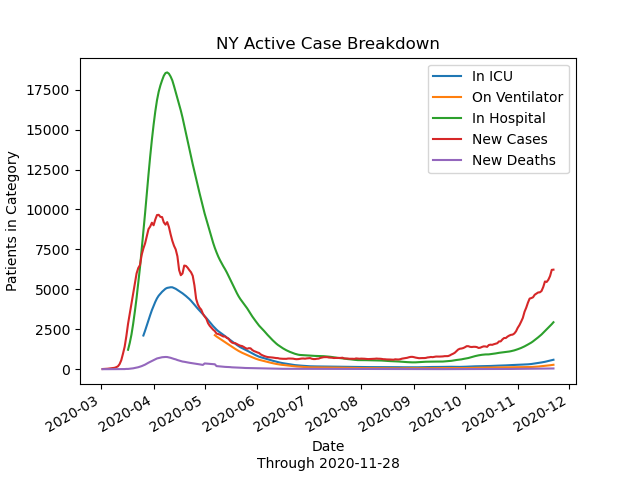 NY Active Case Breakdown
In ICU
On Ventilator
In Hospital
New Cases
New Deaths
Patients in Category
17500
15000
12500
10000
7500
5000
2500
0
2020-03
2020-04
2020-05
2020-06
2020-07
2020-08
2020-09
2020-10
2020-11
2020-12
Date
Through 2020-11-28